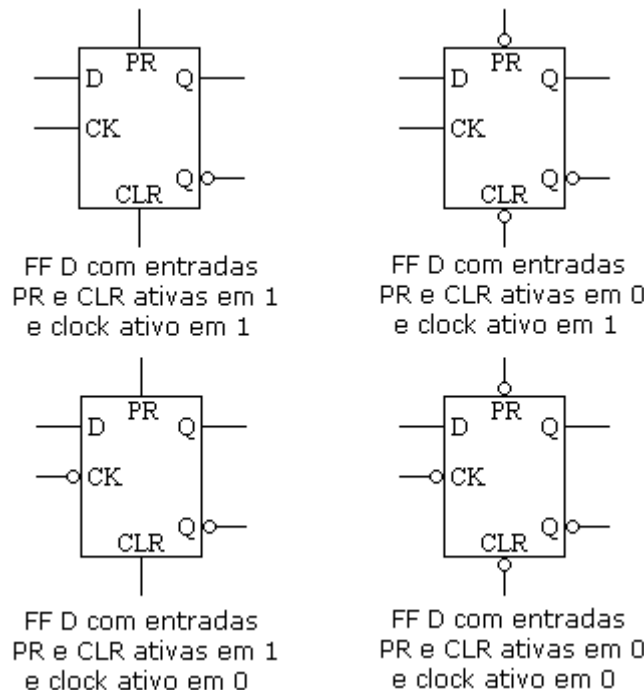 PR
D Q
CK
Q
CLR
FF D com entradas
PR e CLR ativas em 1
e clock ativo em 1
PR
D Q
CK
Q
CLR
FF D com entradas
PR e CLR ativas em 0
e clock ativo em 1
PR
D Q
CK
Q
CLR
FF D com entradas
PR e CLR ativas em 1
e clock ativo em 0
PR
D Q
CK
Q
CLR
FF D com entradas
PR e CLR ativas em 0
e clock ativo em 0